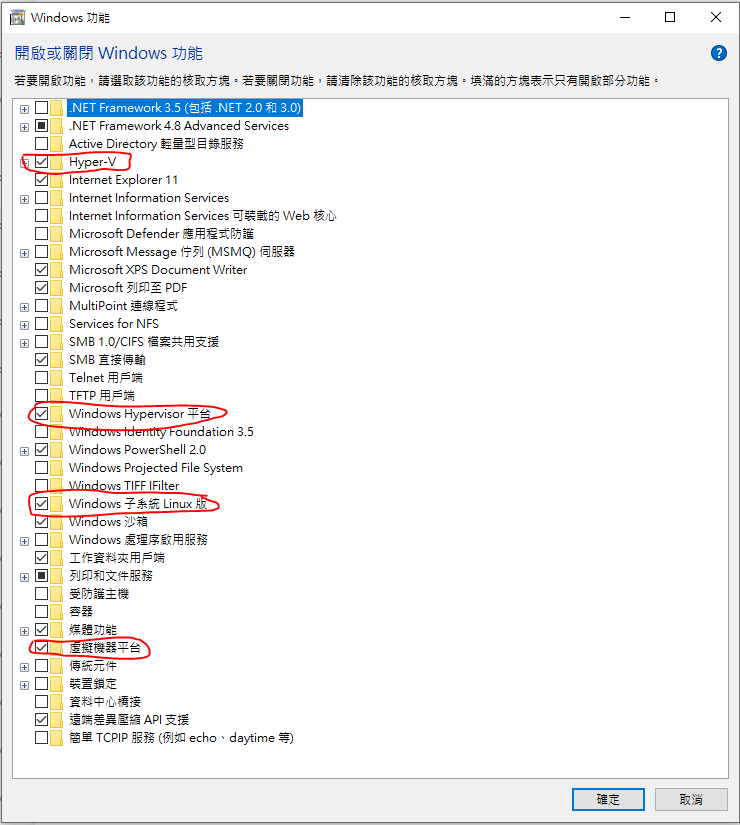 Windows 功能
開啟或關閉 Windows 功能
若要開啟功能，請選取該功能的核取方塊。若要關閉功能，請清除該功能的核取方塊。填滿的方塊表示只有開啟部分功能。
.NET Framework 3.5 (包括 .NET 2.0 和 3.0)
.NET Framework 4.8 Advanced Services
Active Directory 輕量型目錄服務
Hyper-V
Internet Explorer 11
Internet Information Services
Internet Information Services 可裝載的 Web 核心
Microsoft Defender 應用程式防護
Microsoft Message 佇列 (MSMQ) 伺服器
Microsoft XPS Document Writer
Microsoft 列印至 PDF
MultiPoint 連線程式
Services for NFS
SMB 1.0/CIFS 檔案共用支援
SMB 直接傳輸
Telnet 用戶端
TFTP 用戶端
Windows Hypervisor 平台
Windows Identity Foundation 3.5
Windows PowerShell 2.0
Windows Projected File System
Windows TIFF IFilter
Windows 子系統 Linux 版
Windows 沙箱
Windows 處理序啟用服務
工作資料夾用戶端
列印和文件服務
受防護主機
容器
媒體功能
虛擬機器平台
傳統元件
裝置鎖定
資料中心橋接
遠端差異壓縮 API 支援
簡單 TCPIP 服務 (例如 echo、daytime 等)
確定
取消